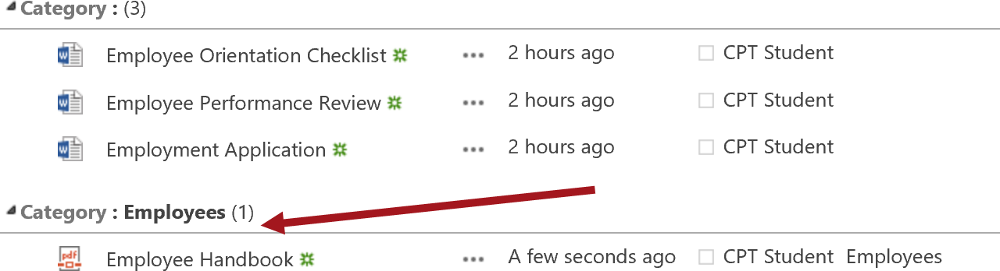 Category : (3)
Employee Orientation Checklist ... 2 hours ago CPT Student
Employee Performance Review ... 2 hours ago CPT Student
Employment Application ... 2 hours ago CPT Student
Category : Employees (1)
pdf Employee Handbook ... A few seconds ago CPT Student Employees